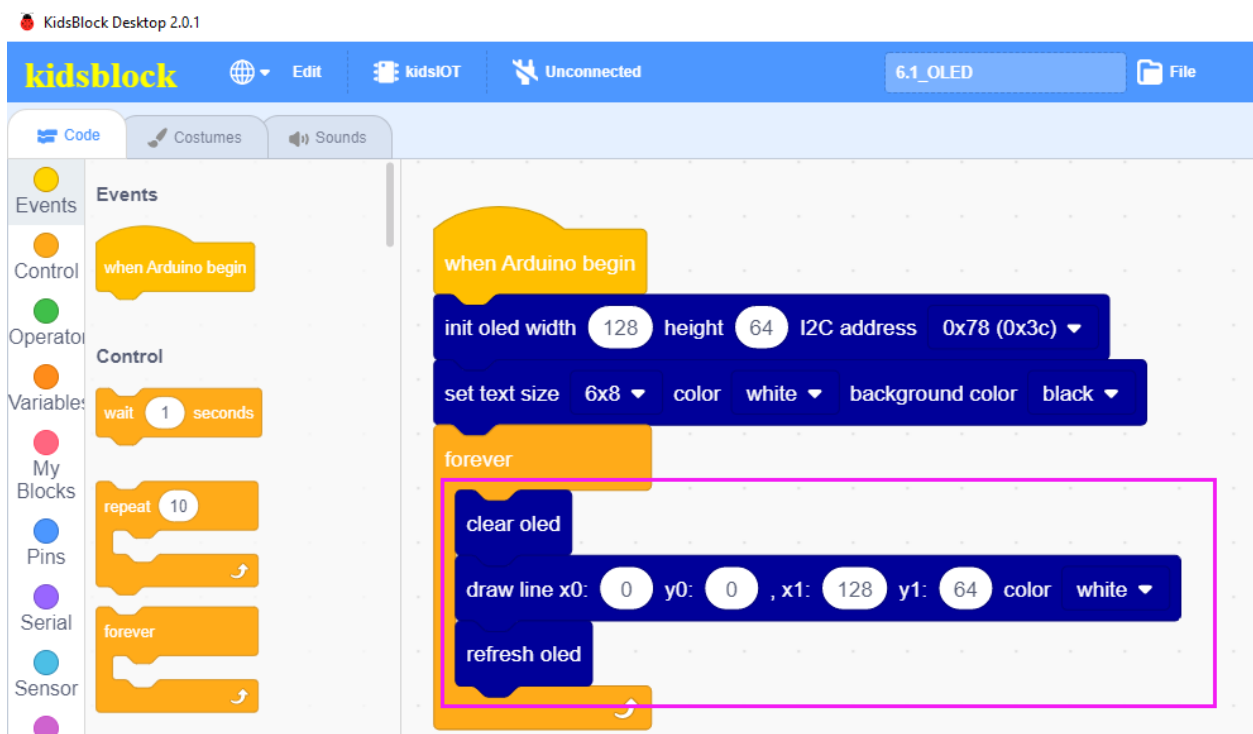 KidsBlock Desktop 2.0.1
kidsblock Edit kidsIOT Unconnected 6.1_OLED File
Code Costumes Sounds
Events
Control
Operator
Variables
My
Blocks
Pins
Serial
Sensor
Events
when Arduino begin
Control
wait 1 seconds
repeat 10
forever
when Arduino begin
init oled width 128 height 64 I2C address 0x78 (0x3c)
set text size 6x8 color white background color black
forever
clear oled
draw line x0: 0 y0: 0 , x1: 128 y1: 64 color white
refresh oled